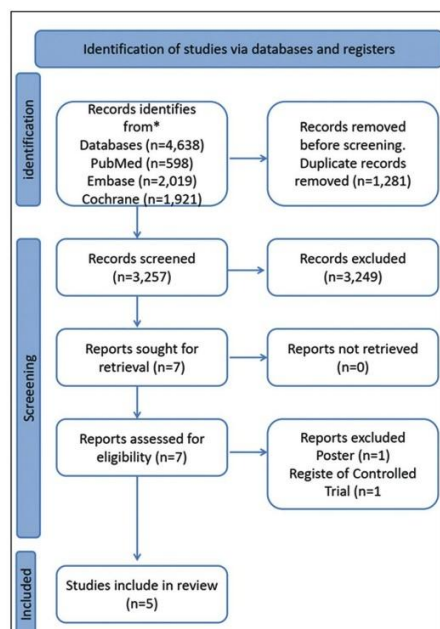 Identification of studies via databases and registers
identification
Records identifies
from*
Databases (n=4,638)
PubMed (n=598)
Embase (n=2,019)
Cochrane (n=1,921)
Records removed
before screening.
Duplicate records
removed (n=1,281)
Screeening
Records screened
(n=3,257)
Records excluded
(n=3,249)
Reports sought for
retrieval (n=7)
Reports not retrieved
(n=0)
Reports assessed for
eligibility (n=7)
Reports excluded
Poster (n=1)
Registe of Controlled
Trial (n=1
Included
Studies include in review
(n=5)